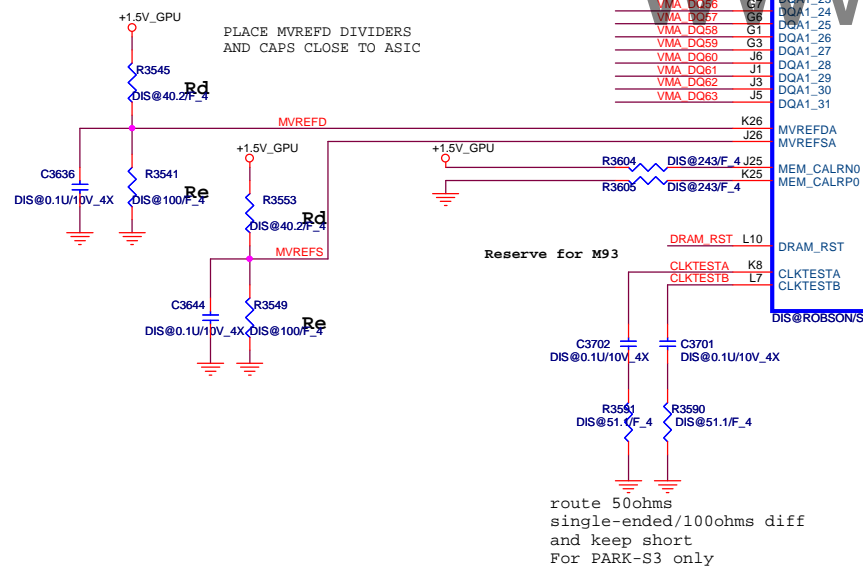 +1.5V_GPU
PLACE MVREFD DIVIDERS
AND CAPS CLOSE TO ASIC
R3545
Rd
DIS@40.2/F_4
MVREFD
C3636
DIS@0.1U/10V_4X
R3541
Re
DIS@100/F_4
+1.5V_GPU
R3553
Rd
DIS@40.2/F_4
MVREFS
C3644
DIS@0.1U/10V_4X
R3549
Re
DIS@100/F_4
VMA_DQ56 G7
VMA_DQ57 G6 DQA1_24
VMA_DQ58 G1 DQA1_25
VMA_DQ59 G3 DQA1_26
VMA_DQ60 J6 DQA1_27
VMA_DQ61 J1 DQA1_28
VMA_DQ62 J3 DQA1_29
VMA_DQ63 J5 DQA1_30
DQA1_31
K26 MVREFDA
J26 MVREFSA
+1.5V_GPU
R3604 DIS@243/F_4 J25 MEM_CALRN0
R3605 DIS@243/F_4 K25 MEM_CALRP0
DRAM_RST L10 DRAM_RST
Reserve for M93
CLKTESTA K8 CLKTESTA
CLKTESTB L7 CLKTESTB
DIS@ROBSON/S
C3702
DIS@0.1U/10V_4X
C3701
DIS@0.1U/10V_4X
R3591
DIS@51.1/F_4
R3590
DIS@51.1/F_4
route 50ohms
single-ended/100ohms diff
and keep short
For PARK-S3 only